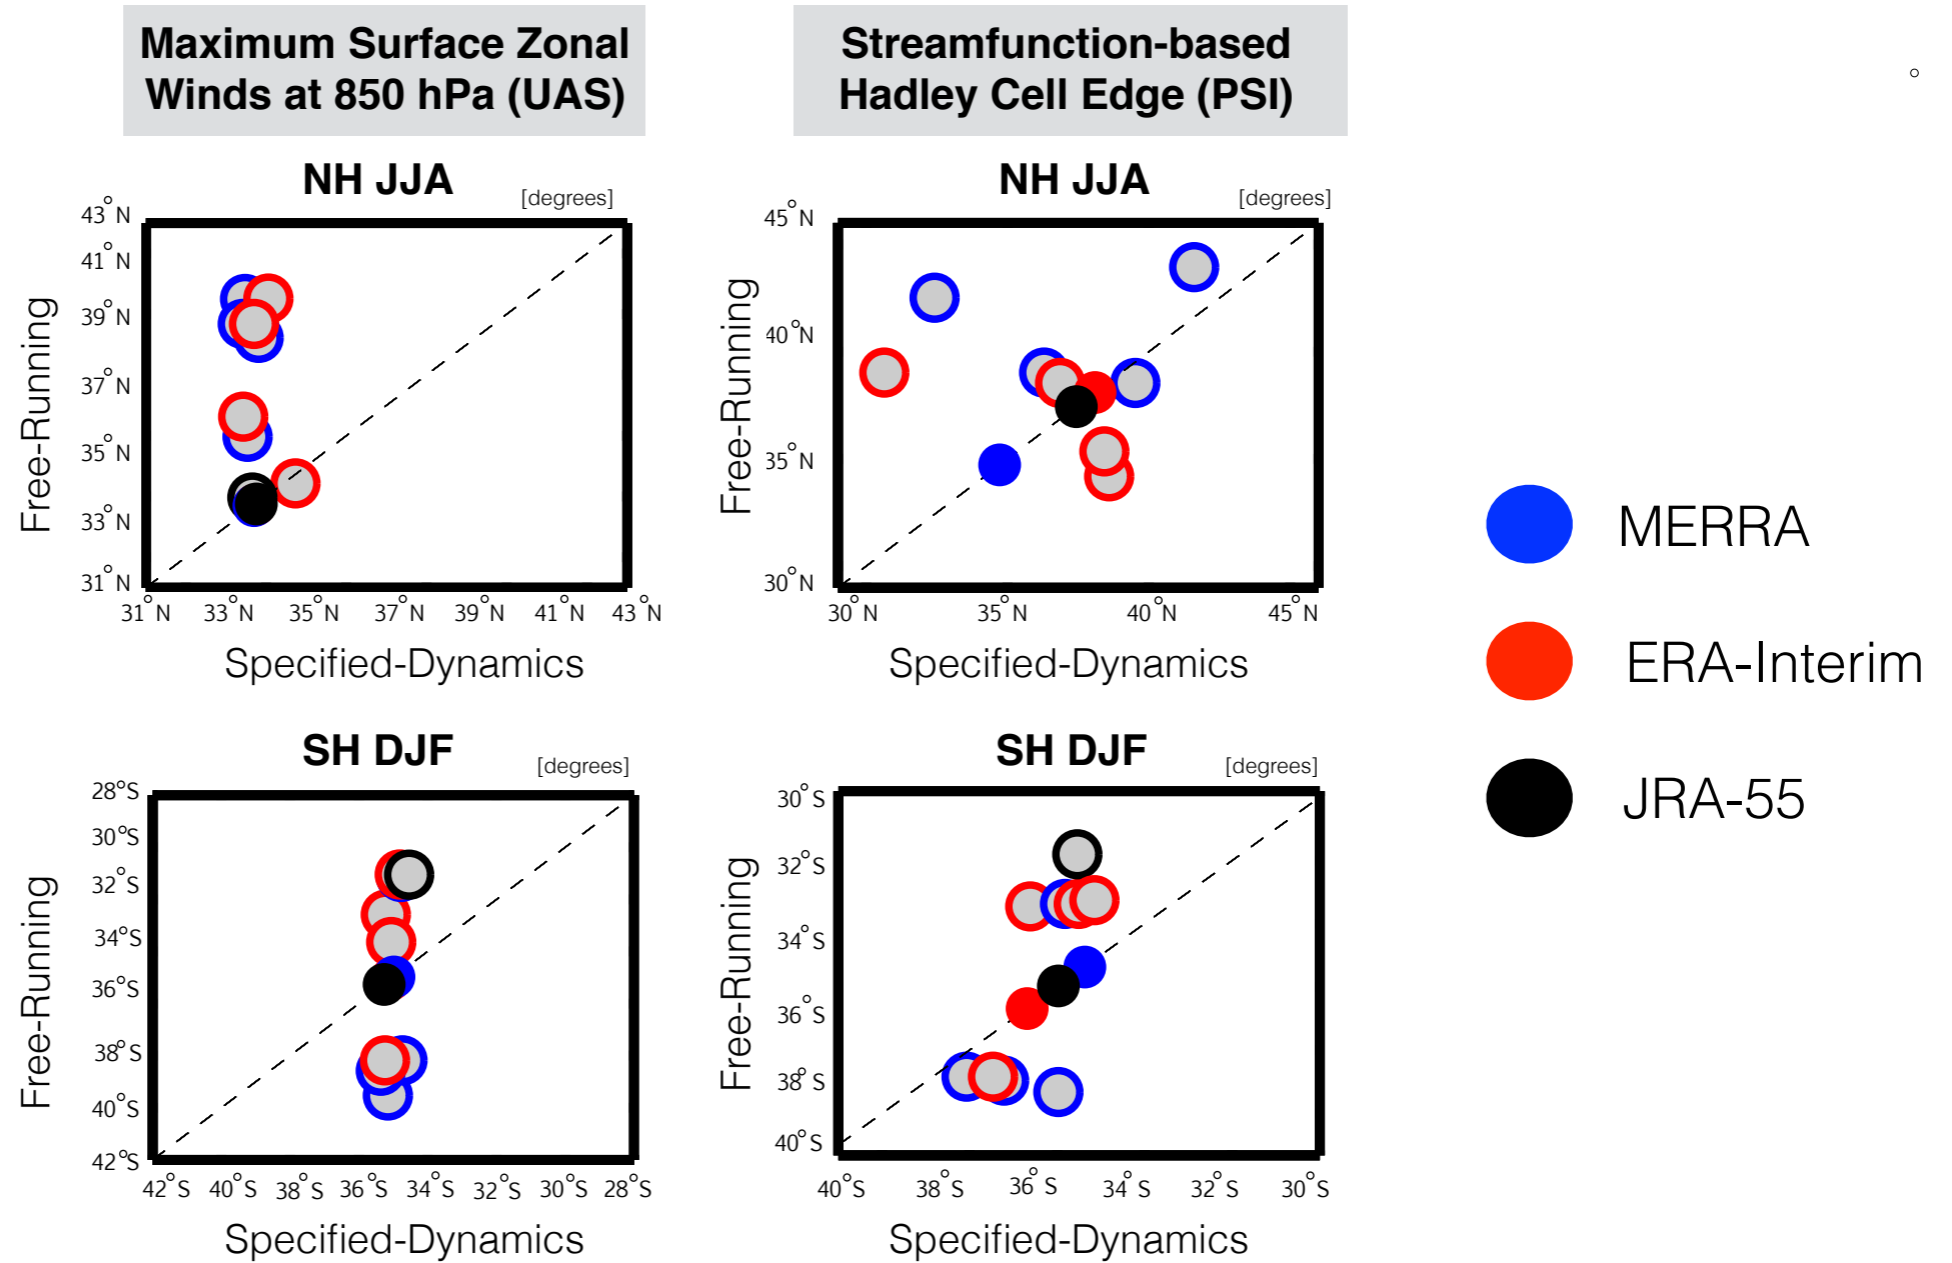 Maximum Surface Zonal
Winds at 850 hPa (UAS)
Streamfunction-based
Hadley Cell Edge (PSI)
NH JJA
[degrees]
43°N
41°N
39°N
37°N
35°N
33°N
31°N
Free-Running
31°N 33°N 35°N 37°N 39°N 41°N 43°N
Specified-Dynamics
NH JJA
[degrees]
45°N
40°N
35°N
30°N
Free-Running
30°N 35°N 40°N 45°N
Specified-Dynamics
SH DJF
[degrees]
28°S
30°S
32°S
34°S
36°S
38°S
40°S
42°S
Free-Running
42°S 40°S 38°S 36°S 34°S 32°S 30°S 28°S
Specified-Dynamics
SH DJF
[degrees]
30°S
32°S
34°S
36°S
38°S
40°S
Free-Running
40°S 38°S 36°S 34°S 32°S 30°S
Specified-Dynamics
MERRA
ERA-Interim
JRA-55